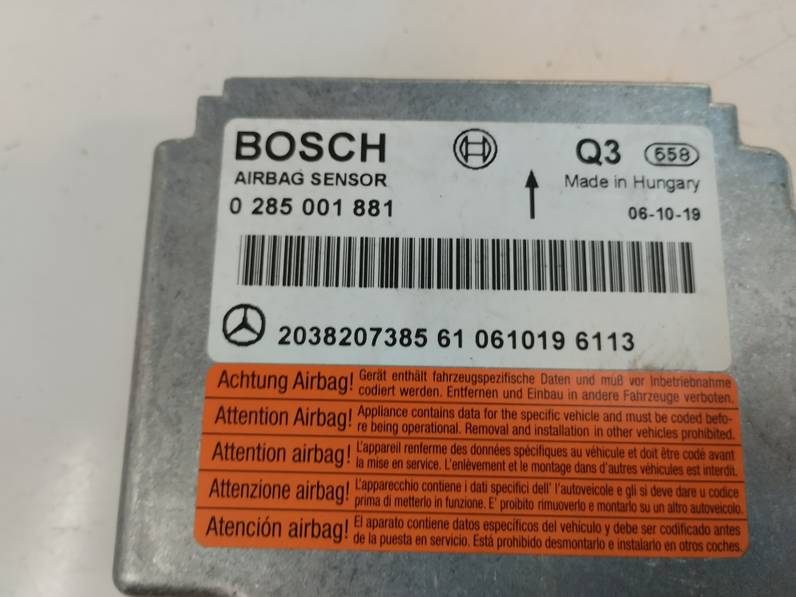 BOSCH Q3 658
AIRBAG SENSOR Made in Hungary
0 285 001 881 06-10-19
2038207385 61 061019 6113
Achtung Airbag! Gerät enthält fahrzeugspezifische Daten und muß vor Inbetriebnahme
codiert werden. Entfernen und Einbau in andere Fahrzeuge verboten.
Attention Airbag! Appliance contains data for the specific vehicle and must be coded befo-
re being operational. Removal and installation in other vehicles prohibited.
Attention airbag! L'appareil renferme des données spécifiques au véhicule et doit être codé avant
la mise en service. L'enlèvement et le montage dans d'autres véhicules est interdit.
Attenzione airbag! L'apparecchio contiene i dati specifici dell' l'autoveicole e gli si deve dare u codice
prima di metterlo in funzione. E' proibito rimuoverlo e montarlo su un altro autoveicolo.
Atención airbag! El aparato contiene datos específicos del vehículo y debe ser codificado antes
de la puesta en servicio. Está prohibido desmontarlo e instalarlo en otros coches.